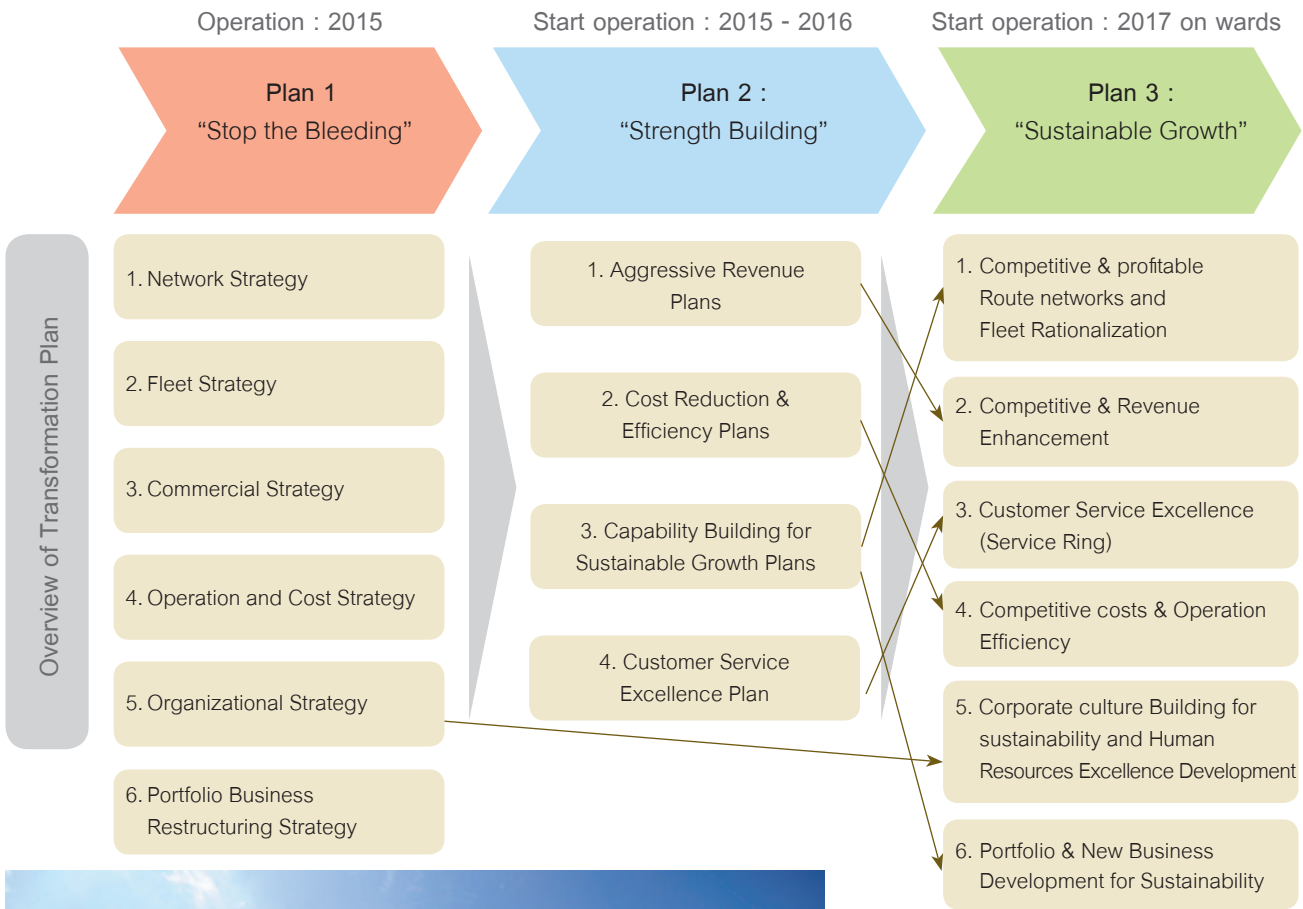 Operation : 2015
Start operation : 2015 - 2016
Start operation : 2017 on wards
Plan 1
“Stop the Bleeding”
Plan 2 :
“Strength Building”
Plan 3 :
“Sustainable Growth”
Overview of Transformation Plan
1. Network Strategy
2. Fleet Strategy
3. Commercial Strategy
4. Operation and Cost Strategy
5. Organizational Strategy
6. Portfolio Business
Restructuring Strategy
1. Aggressive Revenue
Plans
2. Cost Reduction &
Efficiency Plans
3. Capability Building for
Sustainable Growth Plans
4. Customer Service
Excellence Plan
1. Competitive & profitable
Route networks and
Fleet Rationalization
2. Competitive & Revenue
Enhancement
3. Customer Service Excellence
(Service Ring)
4. Competitive costs & Operation
Efficiency
5. Corporate culture Building for
sustainability and Human
Resources Excellence Development
6. Portfolio & New Business
Development for Sustainability